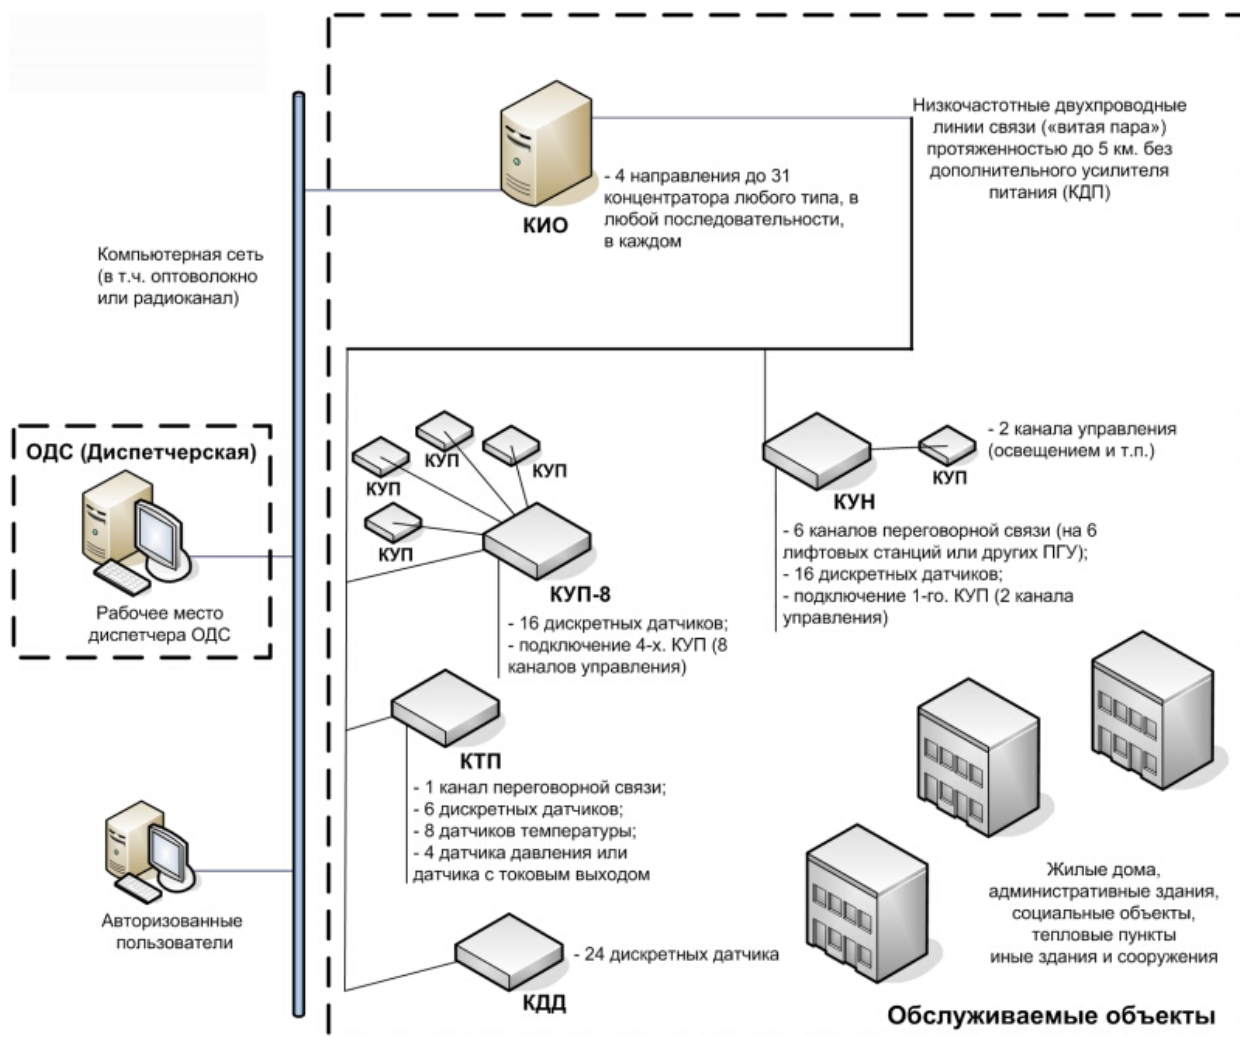 Низкочастотные двухпроводные
линии связи («витая пара»)
протяженностью до 5 км. без
дополнительного усилителя
питания (КДП)
- 4 направления до 31
концентратора любого типа, в
любой последовательности,
в каждом
КИО
Компьютерная сеть
(в т.ч. оптоволокно
или радиоканал)
ОДС (Диспетчерская)
Рабочее место
диспетчера ОДС
КУП
КУП
КУП
КУП
КУП-8
- 16 дискретных датчиков;
- подключение 4-х. КУП (8
каналов управления)
- 2 канала управления
(освещением и т.п.)
КУП
КУН
- 6 каналов переговорной связи (на 6
лифтовых станций или других ПГУ);
- 16 дискретных датчиков;
- подключение 1-го. КУП (2 канала
управления)
КТП
- 1 канал переговорной связи;
- 6 дискретных датчиков;
- 8 датчиков температуры;
- 4 датчика давления или
датчика с токовым выходом
Авторизованные
пользователи
- 24 дискретных датчика
КДД
Жилые дома,
административные здания,
социальные объекты,
тепловые пункты
иные здания и сооружения
Обслуживаемые объекты